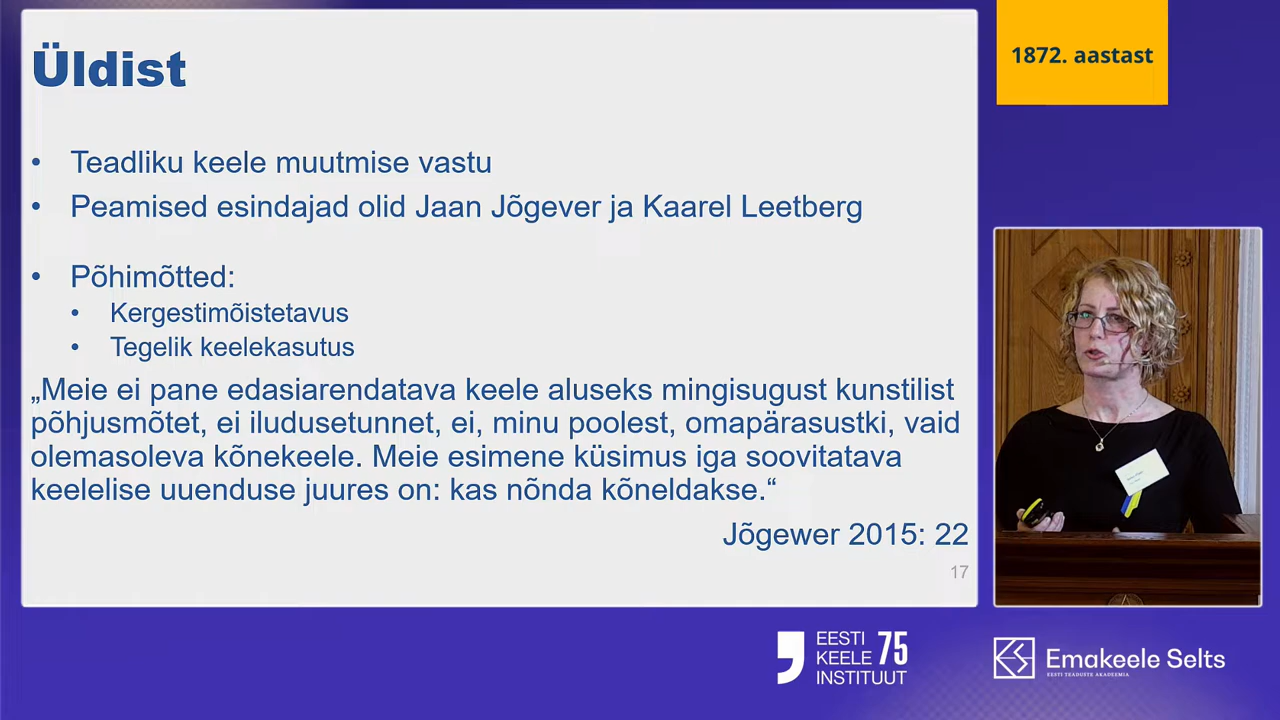 Üldist
• Teadliku keele muutmise vastu
• Peamised esindajad olid Jaan Jõgever ja Kaarel Leetberg
• Põhimõtted:
• Kergestimõistetavus
• Tegelik keelekasutus
„Meie ei pane edasiarendatava keele aluseks mingisugust kunstilist
põhjusmõtet, ei iludusetunnet, ei, minu poolest, omapärasustki, vaid
olemasoleva kõnekeele. Meie esimene küsimus iga soovitatava
keelelise uuenduse juures on: kas nõnda kõneldakse.“
Jõgewer 2015: 22
17
1872. aastast
EESTI
KEELE 75
INSTITUUT
Emakeele Selts
EESTI TEADUSTE AKADEEMIA